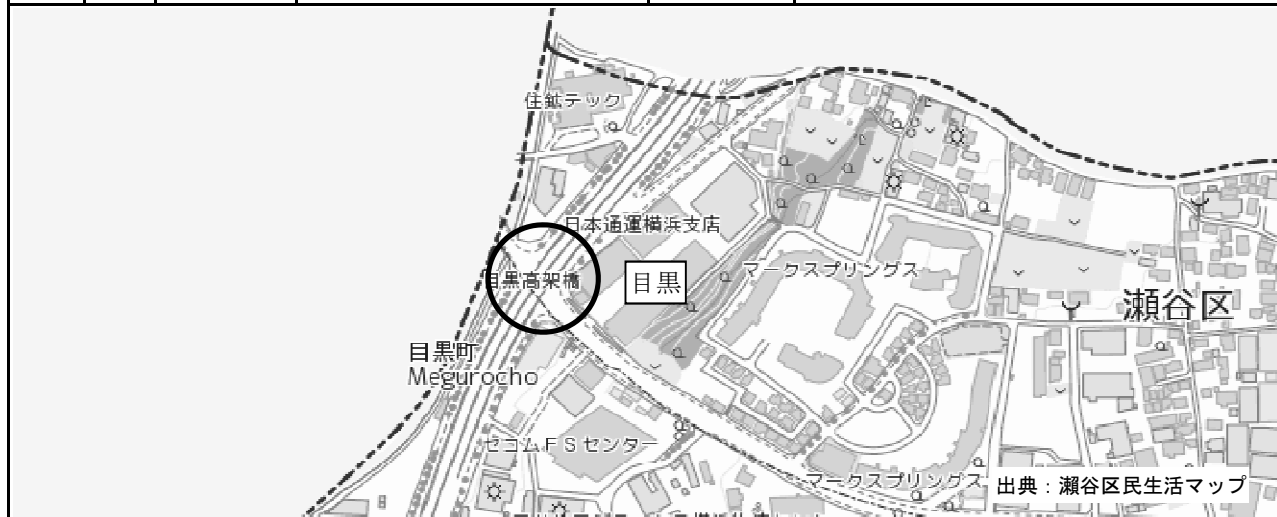 住鉱テック
日本通運横浜支店
マークスプリングス
目黒高架橋
目黒
瀬谷区
目黒町
Megurocho
セコムFSセンター
マークスプリングス
出典：瀬谷区民生活マップ